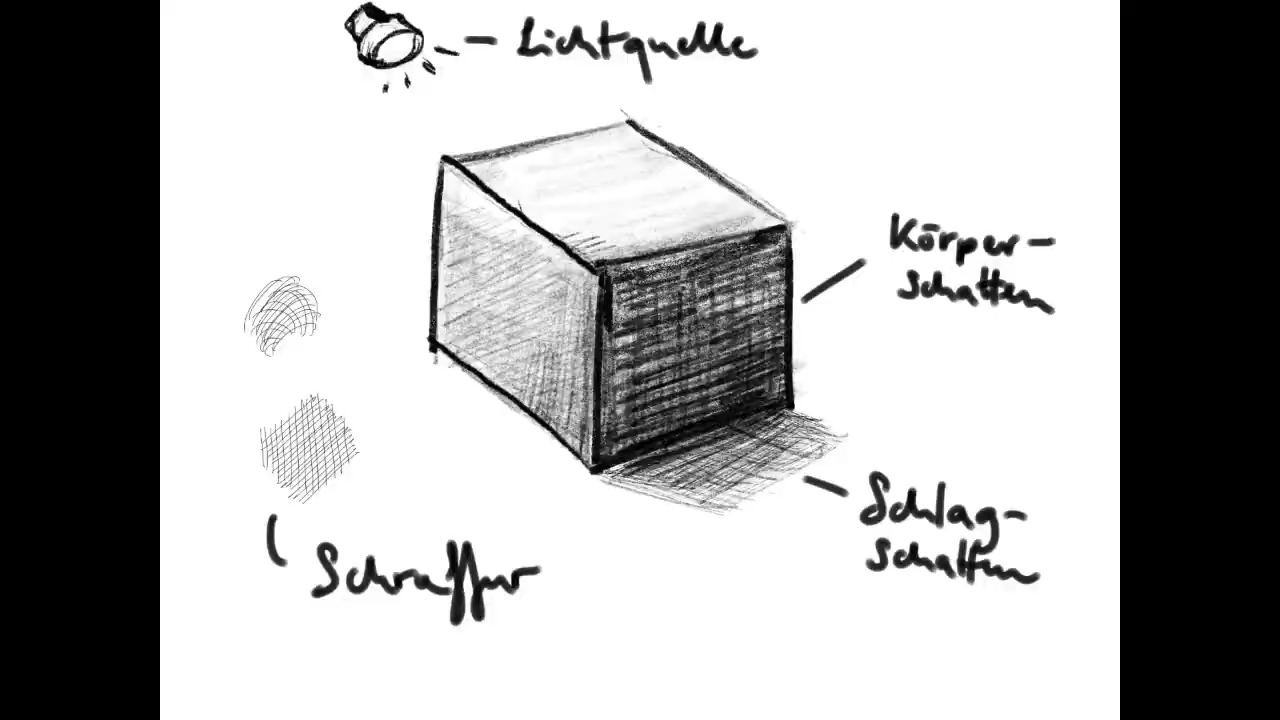 Lichtquelle
Körper-
schatten
Schlag-
schatten
Schraffur